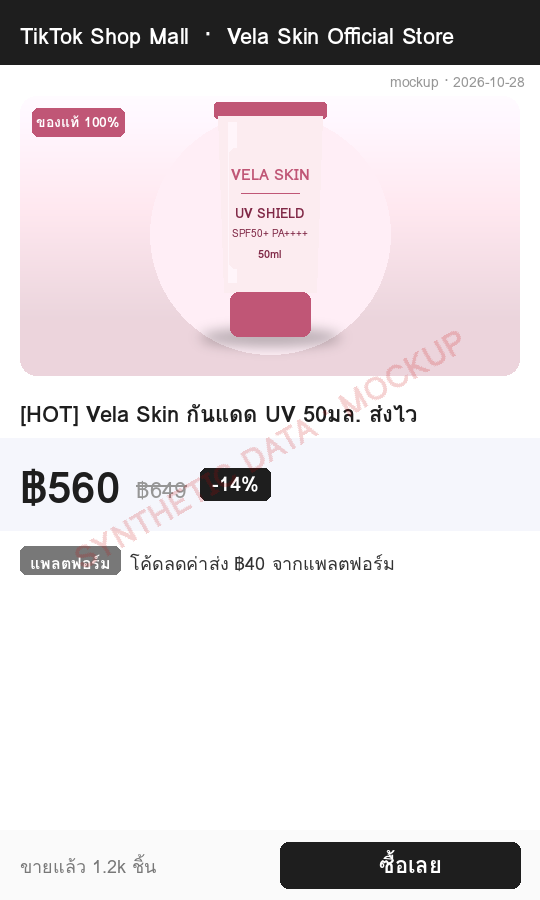 TikTok Shop Mall · Vela Skin Official Store
mockup · 2026-10-28
ของแท้ 100%
VELA SKIN
UV SHIELD
SPF50+ PA++++
50ml
[HOT] Vela Skin กันแดด UV 50มล. ส่งไว
฿560 ฿649 -14%
แพลตฟอร์ม โค้ดลดค่าส่ง ฿40 จากแพลตฟอร์ม
SYNTHETIC DATA · MOCKUP
ขายแล้ว 1.2k ชิ้น
ซื้อเลย